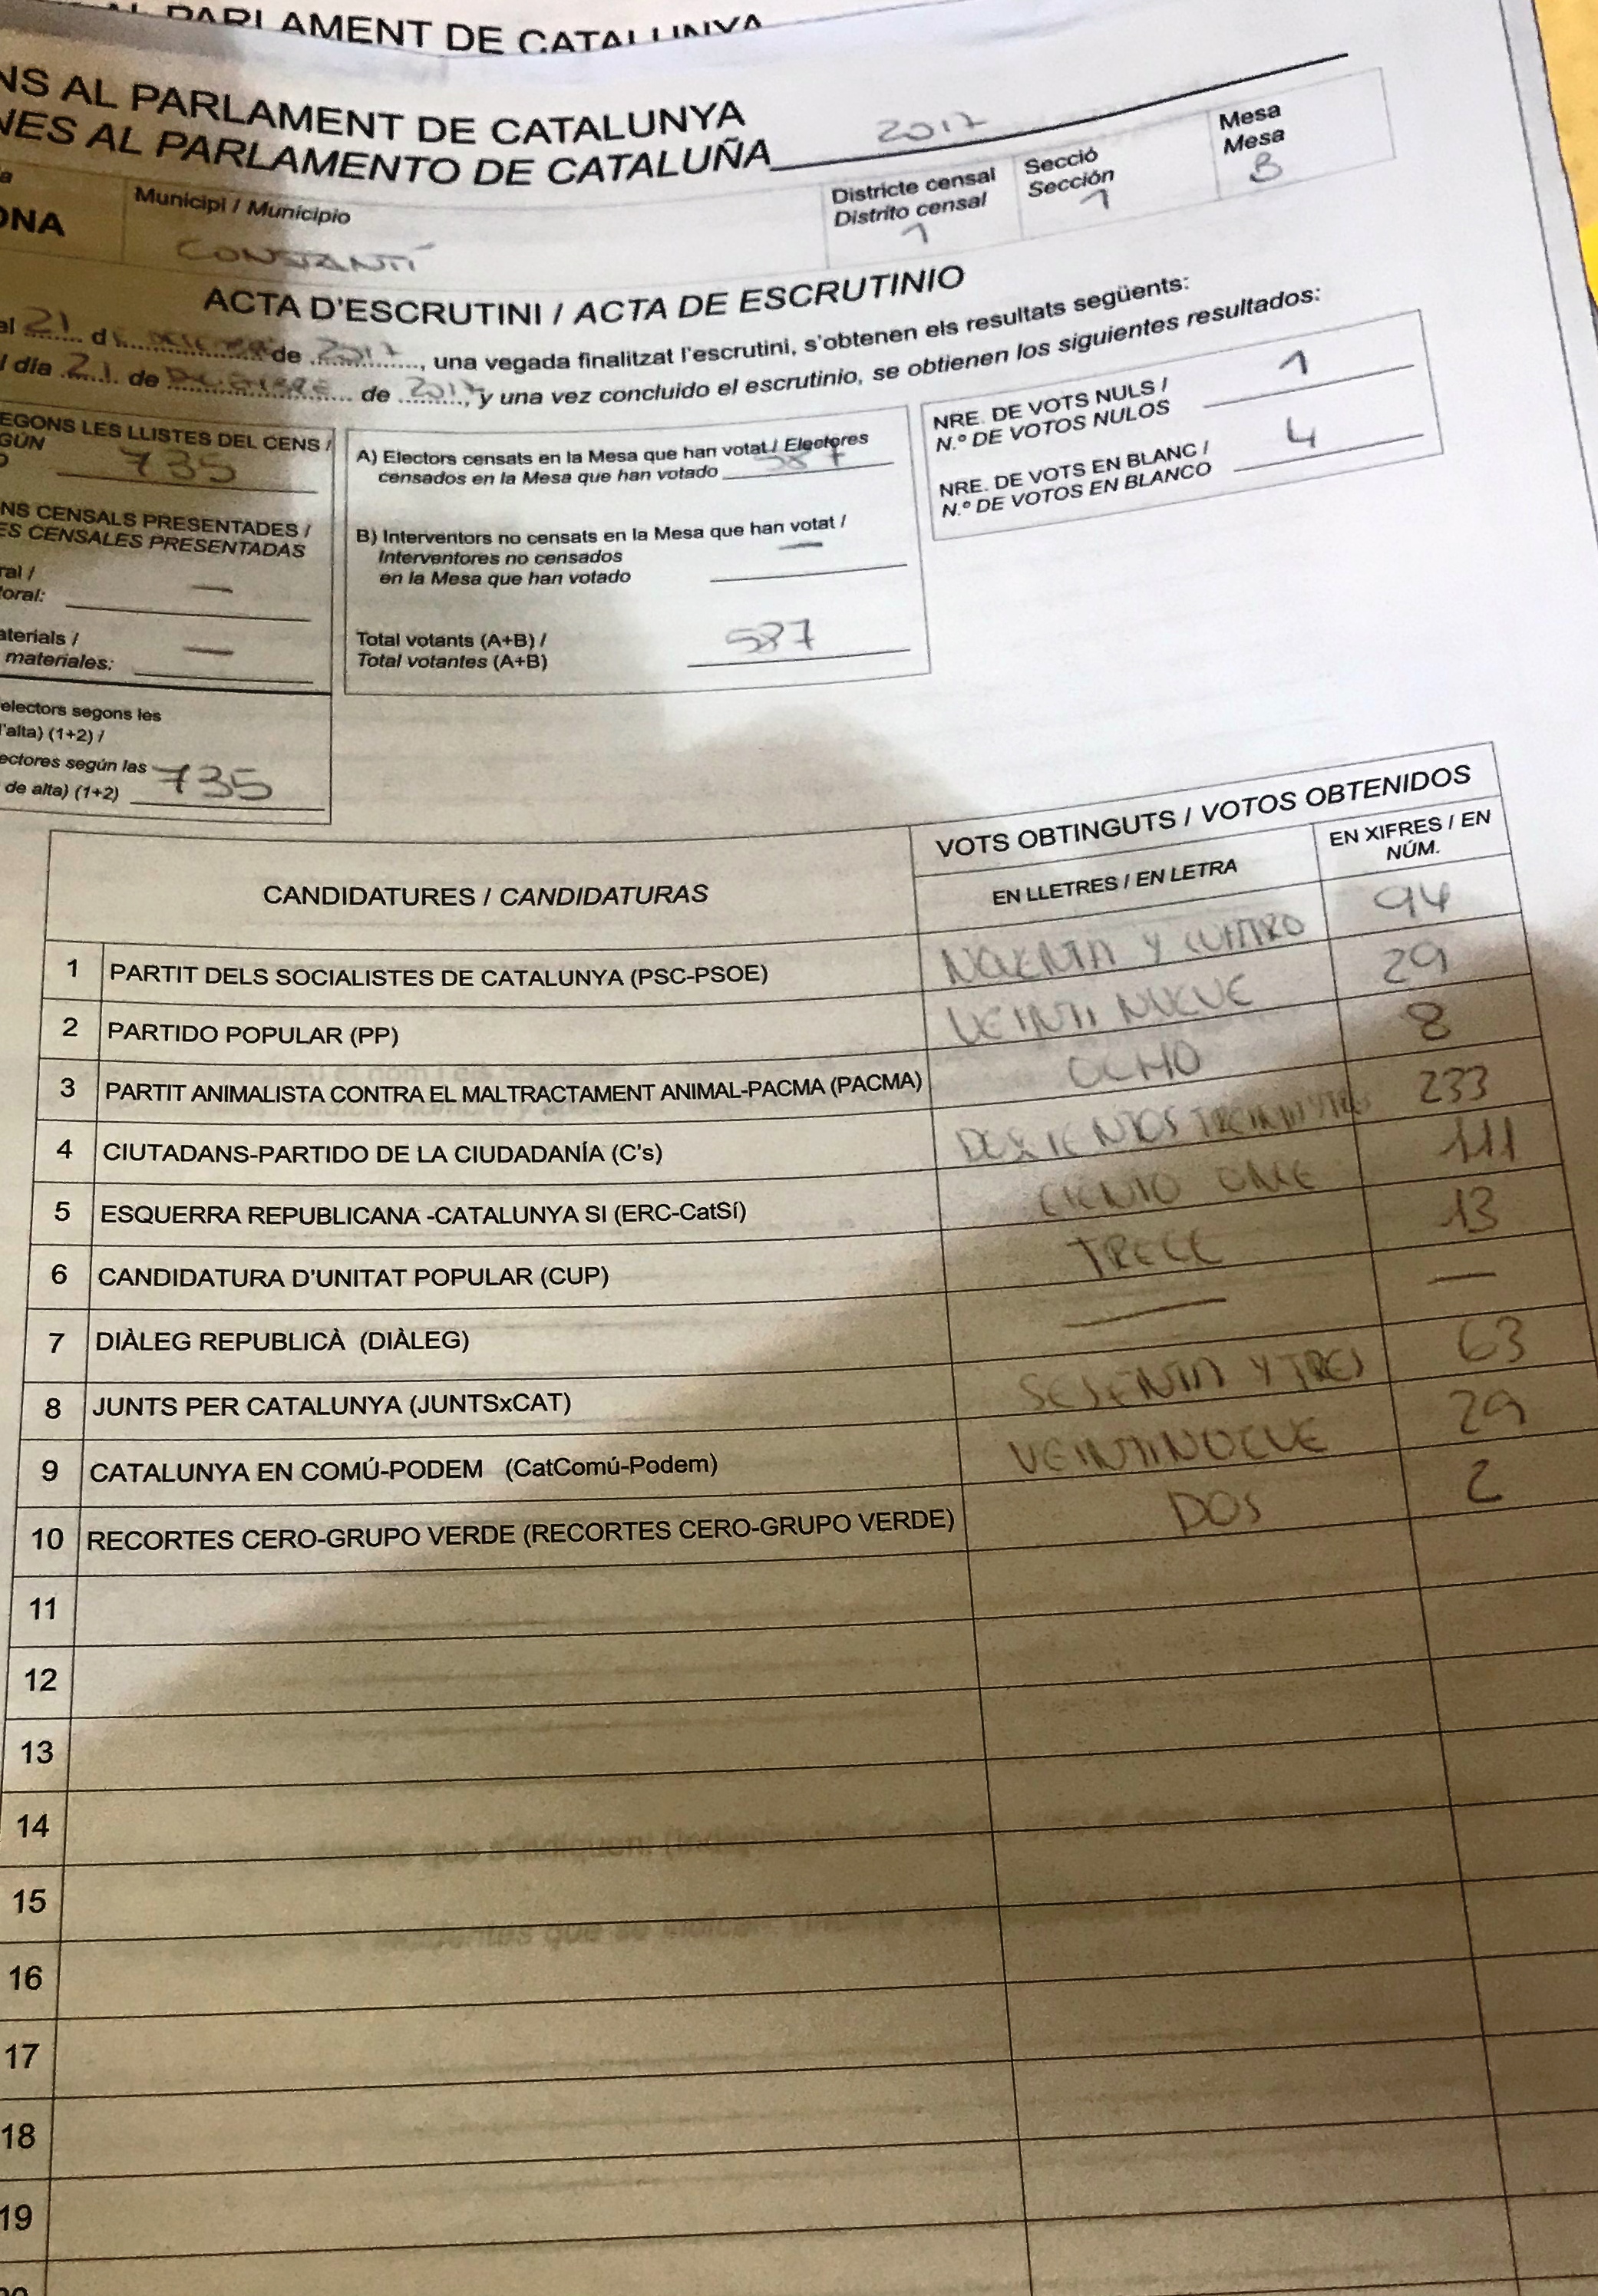 PARLAMENT DE CATALUNYA
NS AL PARLAMENT DE CATALUNYA
NES AL PARLAMENTO DE CATALUÑA 2017
Municipi / Municipio
Districte censal
Distrito censal
1
Secció
Sección
1
Mesa
Mesa
B
ONA
CONSTANTÍ
ACTA D'ESCRUTINI / ACTA DE ESCRUTINIO
al 21 de 2017, una vegada finalitzat l'escrutini, s'obtenen els resultats següents:
l día 21 de DICIEMBRE de 2017, y una vez concluido el escrutinio, se obtienen los siguientes resultados:
EGONS LES LLISTES DEL CENS /
GÚN
735
NS CENSALS PRESENTADES /
ES CENSALES PRESENTADAS
ral /
toral: —
aterials /
materiales: —
electors segons les
l'alta) (1+2) /
ectores según las
de alta) (1+2) 735
A) Electors censats en la Mesa que han votat / Electores
censados en la Mesa que han votado 587
B) Interventors no censats en la Mesa que han votat /
Interventores no censados
en la Mesa que han votado —
Total votants (A+B) /
Total votantes (A+B) 587
NRE. DE VOTS NULS /
N.º DE VOTOS NULOS 1
NRE. DE VOTS EN BLANC /
N.º DE VOTOS EN BLANCO 4
CANDIDATURES / CANDIDATURAS
VOTS OBTINGUTS / VOTOS OBTENIDOS
EN LLETRES / EN LETRA
EN XIFRES / EN
NÚM.
1 PARTIT DELS SOCIALISTES DE CATALUNYA (PSC-PSOE) NOVENTA Y CUATRO 94
2 PARTIDO POPULAR (PP) VEINTI NUEVE 29
3 PARTIT ANIMALISTA CONTRA EL MALTRACTAMENT ANIMAL-PACMA (PACMA) OCHO 8
4 CIUTADANS-PARTIDO DE LA CIUDADANÍA (C's) DOSCIENTOS TREINTA Y TRES 233
5 ESQUERRA REPUBLICANA -CATALUNYA SI (ERC-CatSí) CIENTO ONCE 111
6 CANDIDATURA D'UNITAT POPULAR (CUP) TRECE 13
7 DIÀLEG REPUBLICÀ (DIÀLEG) — —
8 JUNTS PER CATALUNYA (JUNTSxCAT) SESENTA Y TRES 63
9 CATALUNYA EN COMÚ-PODEM (CatComú-Podem) VEINTINUEVE 29
10 RECORTES CERO-GRUPO VERDE (RECORTES CERO-GRUPO VERDE) DOS 2
11
12
13
14
15
16
17
18
19